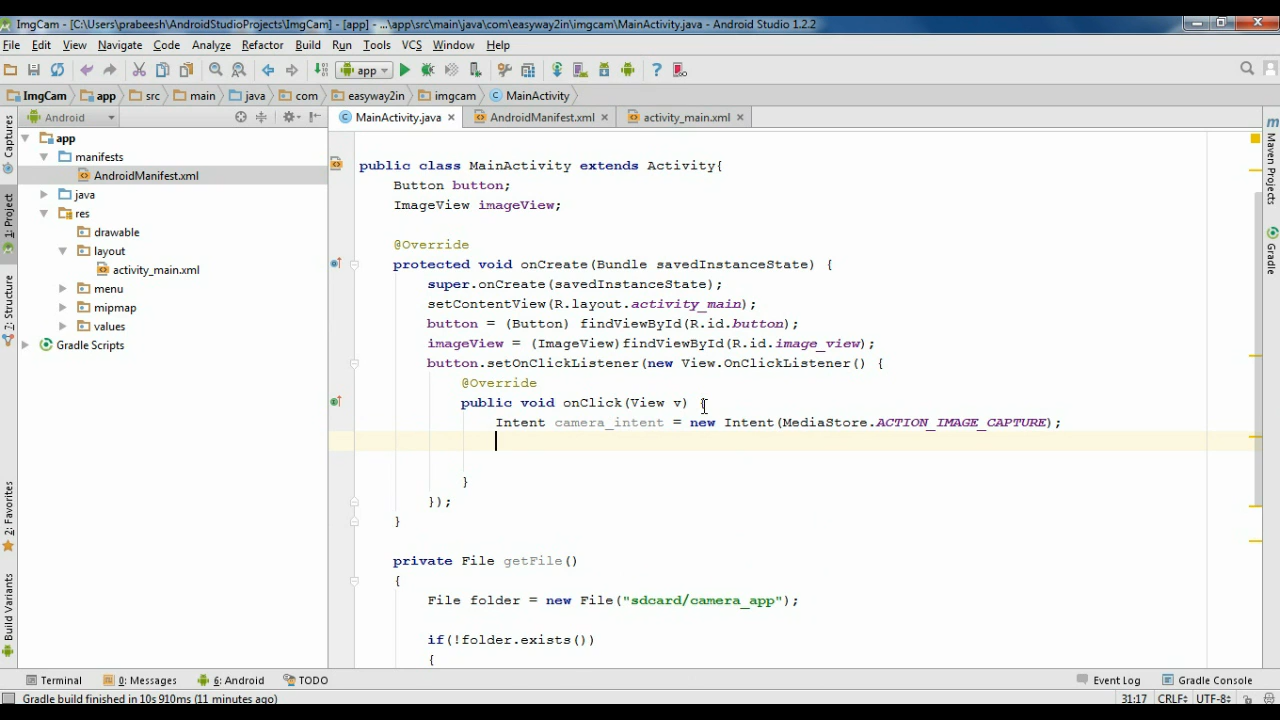 ImgCam - [C:\Users\prabeesh\AndroidStudioProjects\ImgCam] - [app] - ...\app\src\main\java\com\easyway2in\imgcam\MainActivity.java - Android Studio 1.2.2
File Edit View Navigate Code Analyze Refactor Build Run Tools VCS Window Help
app
ImgCam app src main java com easyway2in imgcam MainActivity
Android
MainActivity.java AndroidManifest.xml activity_main.xml
app
manifests
AndroidManifest.xml
java
res
drawable
layout
activity_main.xml
menu
mipmap
values
Gradle Scripts
Captures
1: Project
7: Structure
2: Favorites
Build Variants
public class MainActivity extends Activity{
Button button;
ImageView imageView;
@Override
protected void onCreate(Bundle savedInstanceState) {
super.onCreate(savedInstanceState);
setContentView(R.layout.activity_main);
button = (Button) findViewById(R.id.button);
imageView = (ImageView)findViewById(R.id.image_view);
button.setOnClickListener(new View.OnClickListener() {
@Override
public void onClick(View v) {
Intent camera_intent = new Intent(MediaStore.ACTION_IMAGE_CAPTURE);
}
});
}
private File getFile()
{
File folder = new File("sdcard/camera_app");
if(!folder.exists())
{
Maven Projects
Gradle
Terminal 0: Messages 6: Android TODO Event Log Gradle Console
Gradle build finished in 10s 910ms (11 minutes ago) 31:17 CRLF÷ UTF-8÷